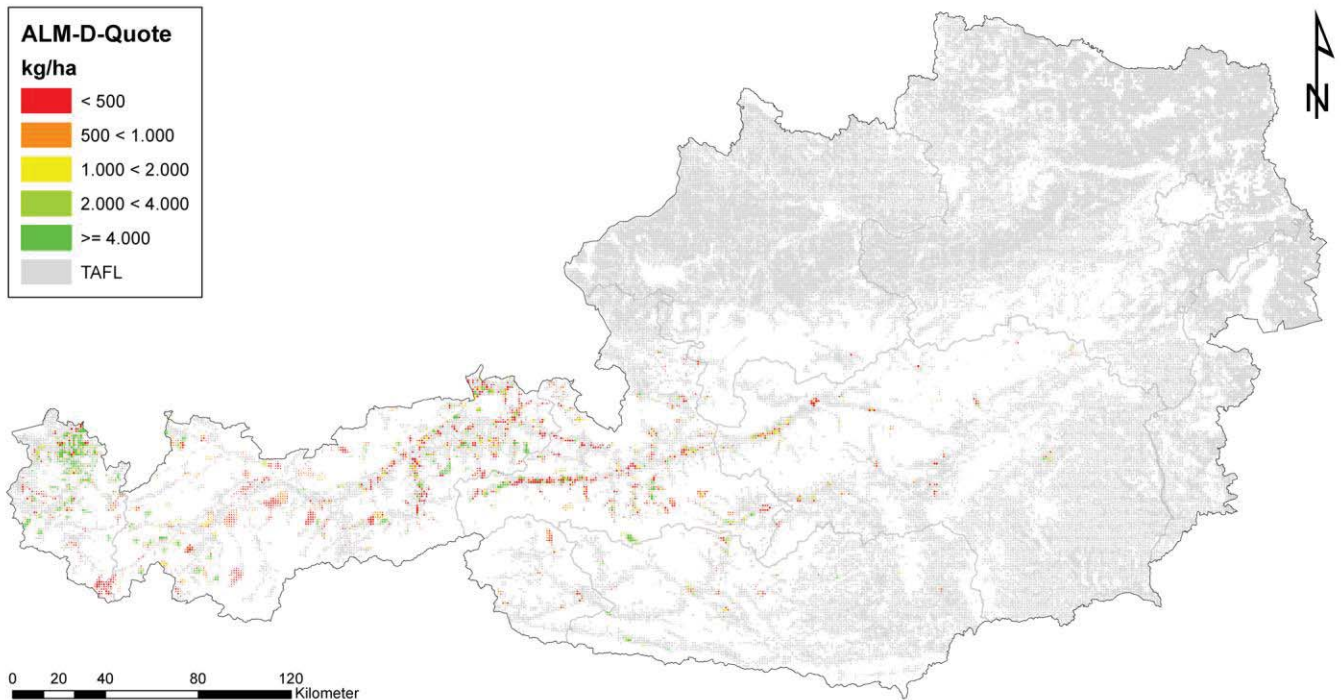 ALM-D-Quote
kg/ha
< 500
500 < 1.000
1.000 < 2.000
2.000 < 4.000
>= 4.000
TAFL
N
0 20 40 80 120
Kilometer